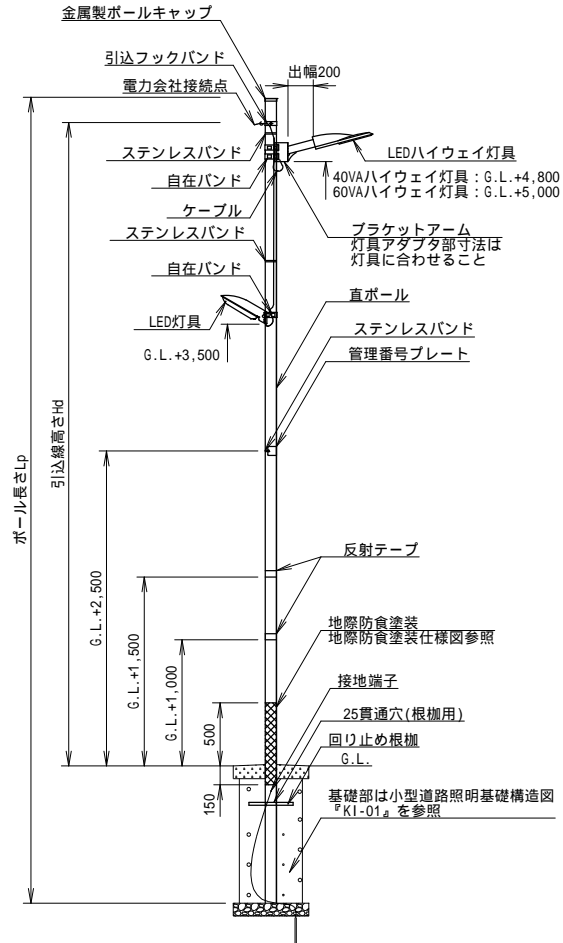 金属製ポールキャップ
引込フックバンド
電力会社接続点
出幅200
ステンレスバンド
LEDハイウェイ灯具
自在バンド
40VAハイウェイ灯具：G.L.+4,800
60VAハイウェイ灯具：G.L.+5,000
ケーブル
ブラケットアーム
灯具アダプタ部寸法は
灯具に合わせること
ステンレスバンド
自在バンド
直ポール
LED灯具
ステンレスバンド
G.L.+3,500
管理番号プレート
引込線高さHd
ポール長さLp
G.L.+2,500
反射テープ
G.L.+1,500
G.L.+1,000
地際防食塗装
地際防食塗装仕様図参照
接地端子
500
25貫通穴(根枷用)
回り止め根枷
G.L.
150
基礎部は小型道路照明基礎構造図
『KI-01』を参照